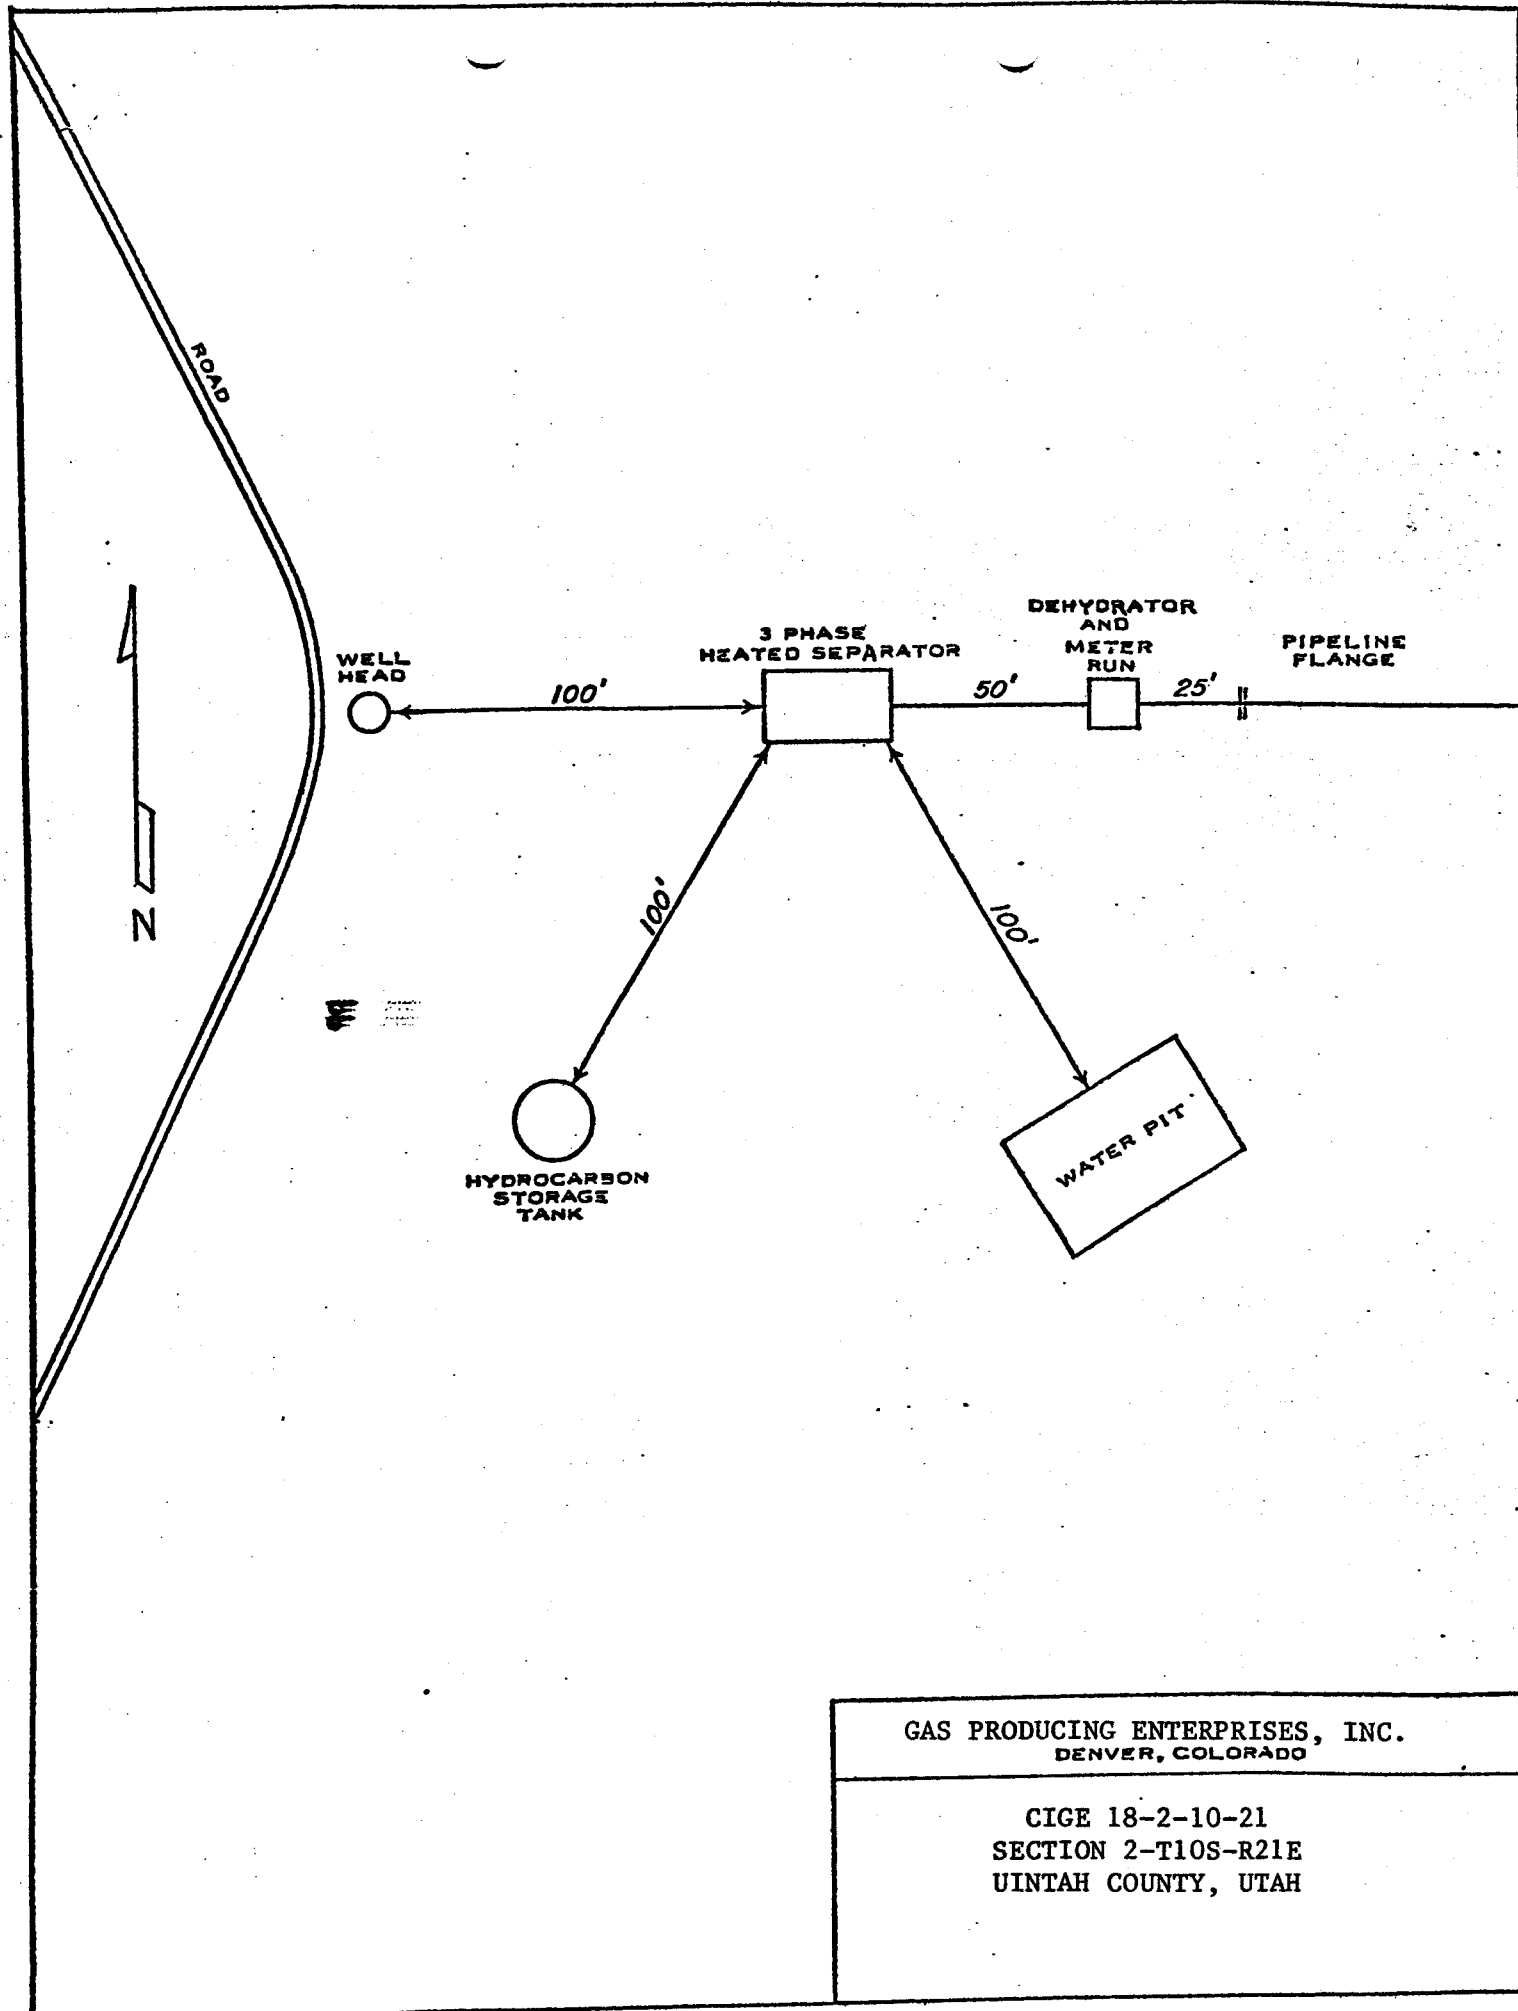 ROAD
WELL
HEAD
100'
3 PHASE
HEATED SEPARATOR
50'
DEHYDRATOR
AND
METER
RUN
25'
PIPELINE
FLANGE
100'
100'
N
HYDROCARBON
STORAGE
TANK
WATER PIT
GAS PRODUCING ENTERPRISES, INC.
DENVER, COLORADO
CIGE 18-2-10-21
SECTION 2-T10S-R21E
UINTAH COUNTY, UTAH